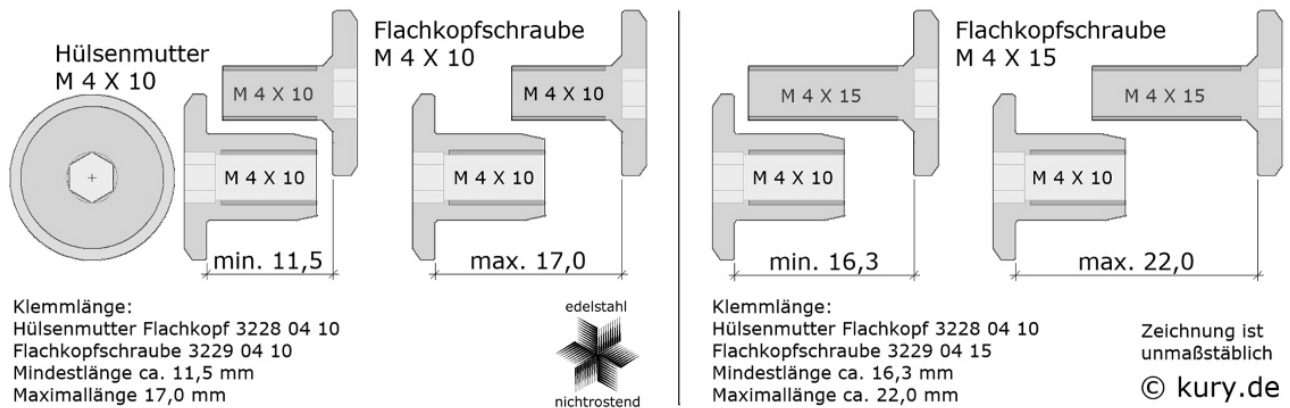 Hülsenmutter
M 4 X 10
Flachkopfschraube
M 4 X 10
M 4 X 10
M 4 X 10
M 4 X 10
M 4 X 10
min. 11,5
max. 17,0
Klemmlänge:
Hülsenmutter Flachkopf 3228 04 10
Flachkopfschraube 3229 04 10
Mindestlänge ca. 11,5 mm
Maximallänge 17,0 mm
edelstahl
nichtrostend
Flachkopfschraube
M 4 X 15
M 4 X 15
M 4 X 15
M 4 X 10
M 4 X 10
min. 16,3
max. 22,0
Klemmlänge:
Hülsenmutter Flachkopf 3228 04 10
Flachkopfschraube 3229 04 15
Mindestlänge ca. 16,3 mm
Maximallänge ca. 22,0 mm
Zeichnung ist
unmaßstäblich
© kury.de